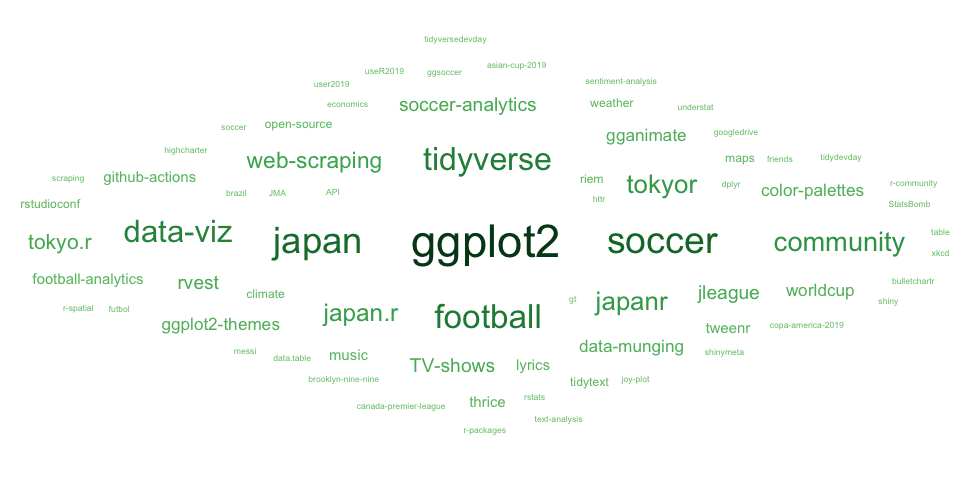 tidyversedevday
useR2019 ggsoccer asian-cup-2019
user2019 sentiment-analysis
economics soccer-analytics weather understat
soccer open-source gganimate googledrive
highcharter web-scraping tidyverse maps friends tidydevday
scraping github-actions riem tokyor dplyr color-palettes r-community
rstudioconf brazil JMA API httr StatsBomb
tokyo.r data-viz japan ggplot2 soccer community table
xkcd
football-analytics rvest climate jleague worldcup bulletchartr
r-spatial futbol japan.r football gt japanr shiny
ggplot2-themes tweenr copa-america-2019
messi data.table music data-munging shinymeta
brooklyn-nine-nine TV-shows lyrics tidytext joy-plot
canada-premier-league thrice rstats
r-packages text-analysis